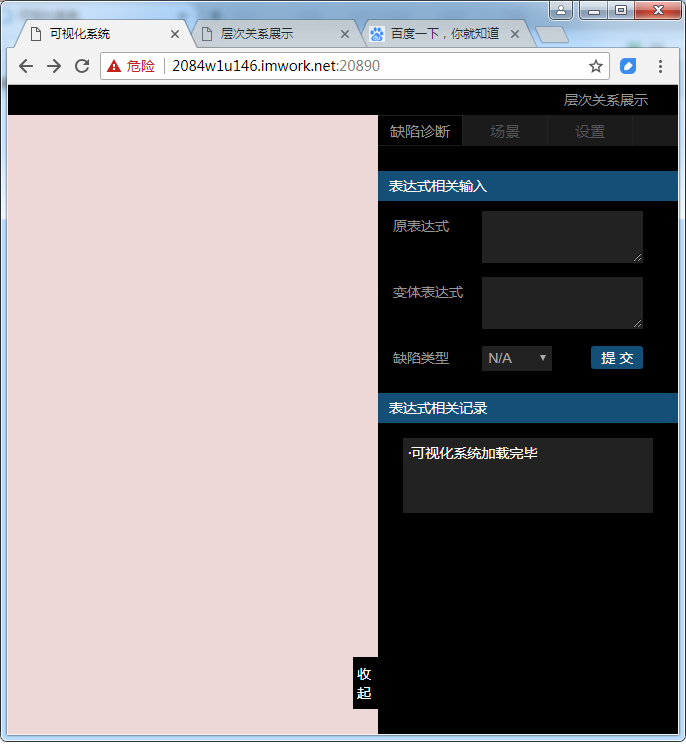 可视化系统
层次关系展示
百度一下，你就知道
危险
2084w1u146.imwork.net:20890
层次关系展示
缺陷诊断 场景 设置
表达式相关输入
原表达式
变体表达式
缺陷类型 N/A 提 交
表达式相关记录
·可视化系统加载完毕
收
起